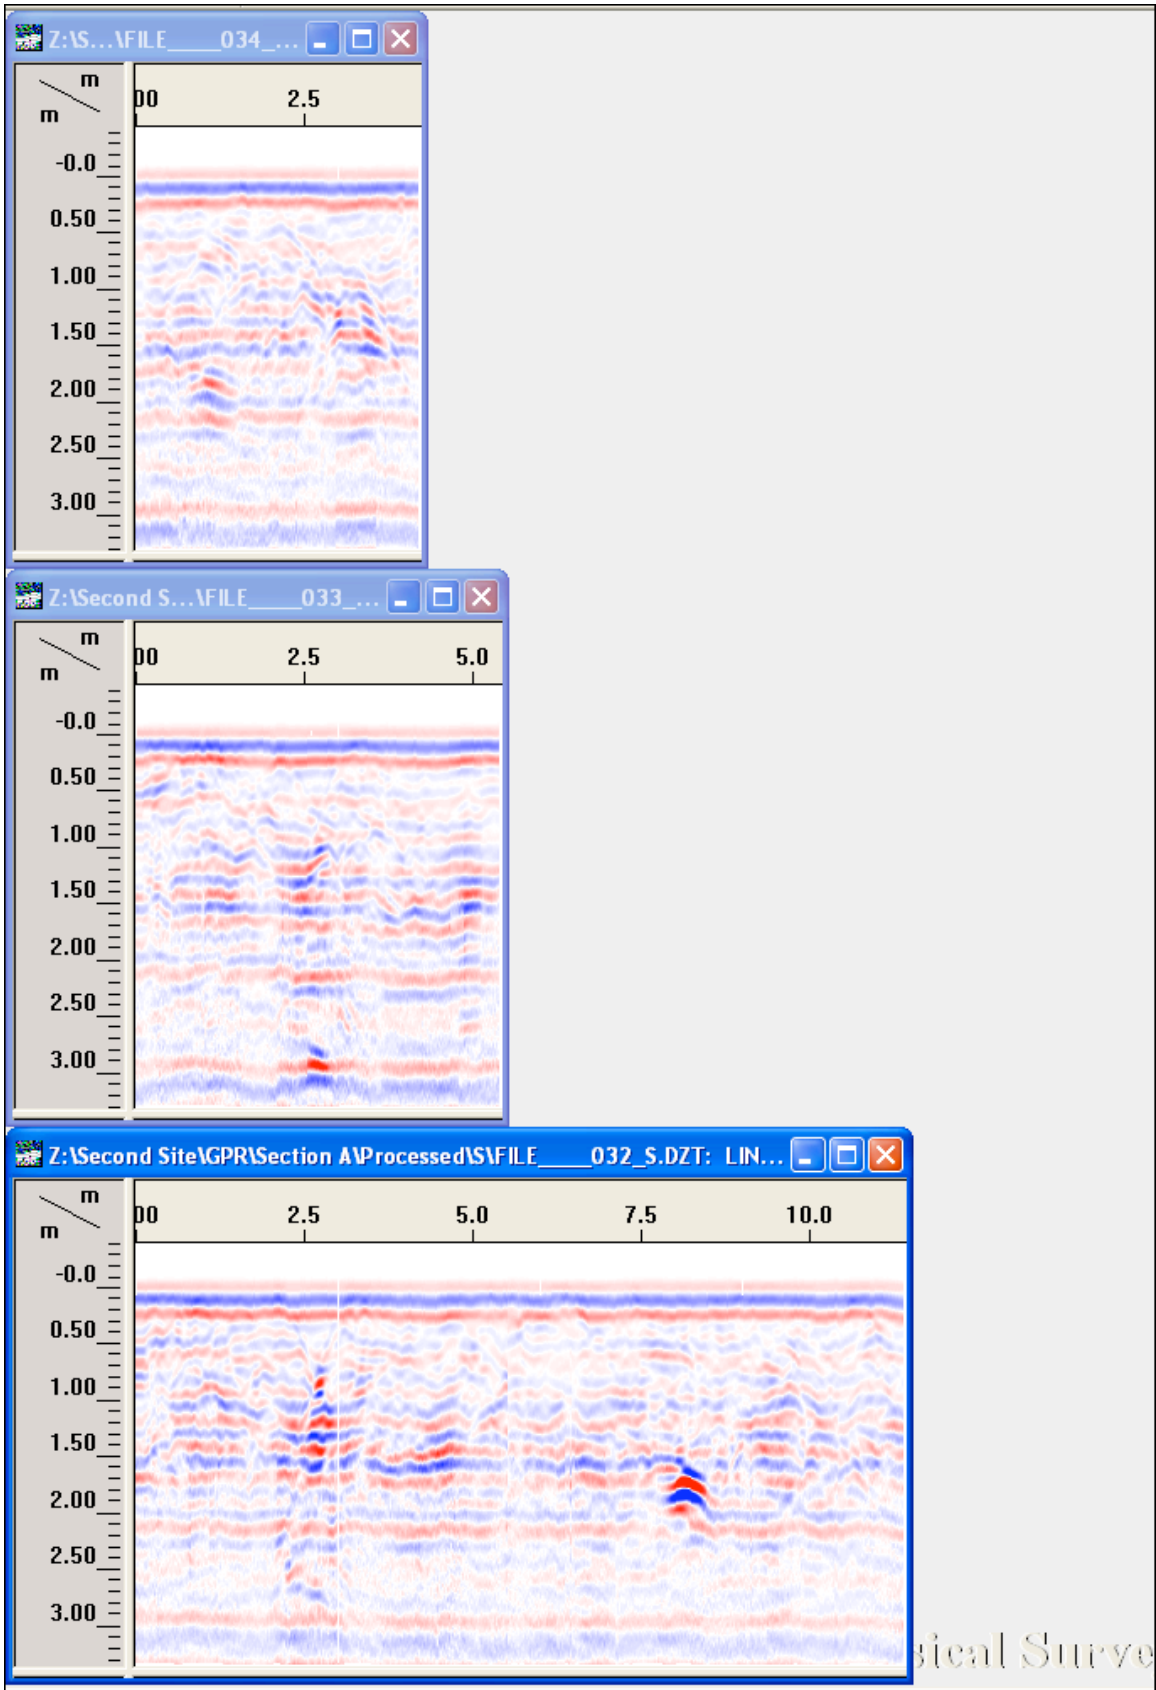 Z:\S...\FILE____034_...
m
m
00 2.5
-0.0
0.50
1.00
1.50
2.00
2.50
3.00
Z:\Second S...\FILE____033_...
m
m
00 2.5 5.0
-0.0
0.50
1.00
1.50
2.00
2.50
3.00
Z:\Second Site\GPR\Section A\Processed\S\FILE____032_S.DZT: LIN...
m
m
00 2.5 5.0 7.5 10.0
-0.0
0.50
1.00
1.50
2.00
2.50
3.00
sical Surve